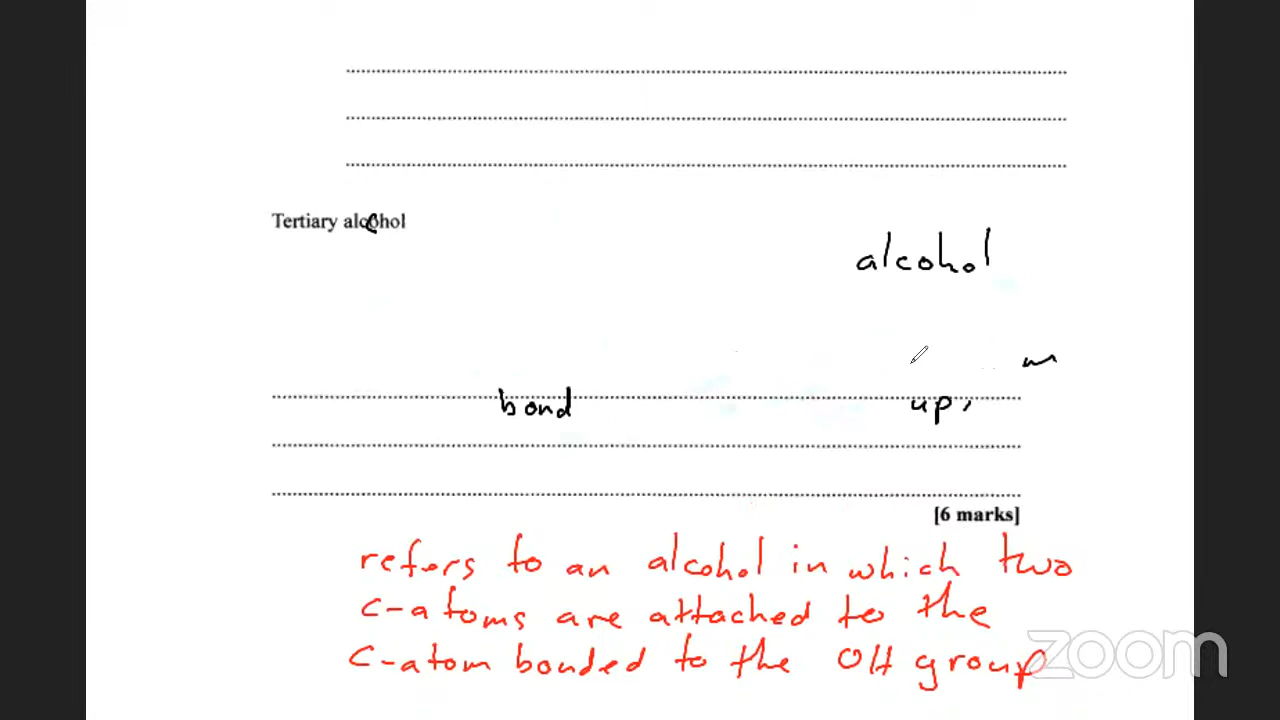 Tertiary alcohol
alcohol
m
bond up,
[6 marks]
refers to an alcohol in which two
c-atoms are attached to the
C-atom bonded to the OH group
zoom